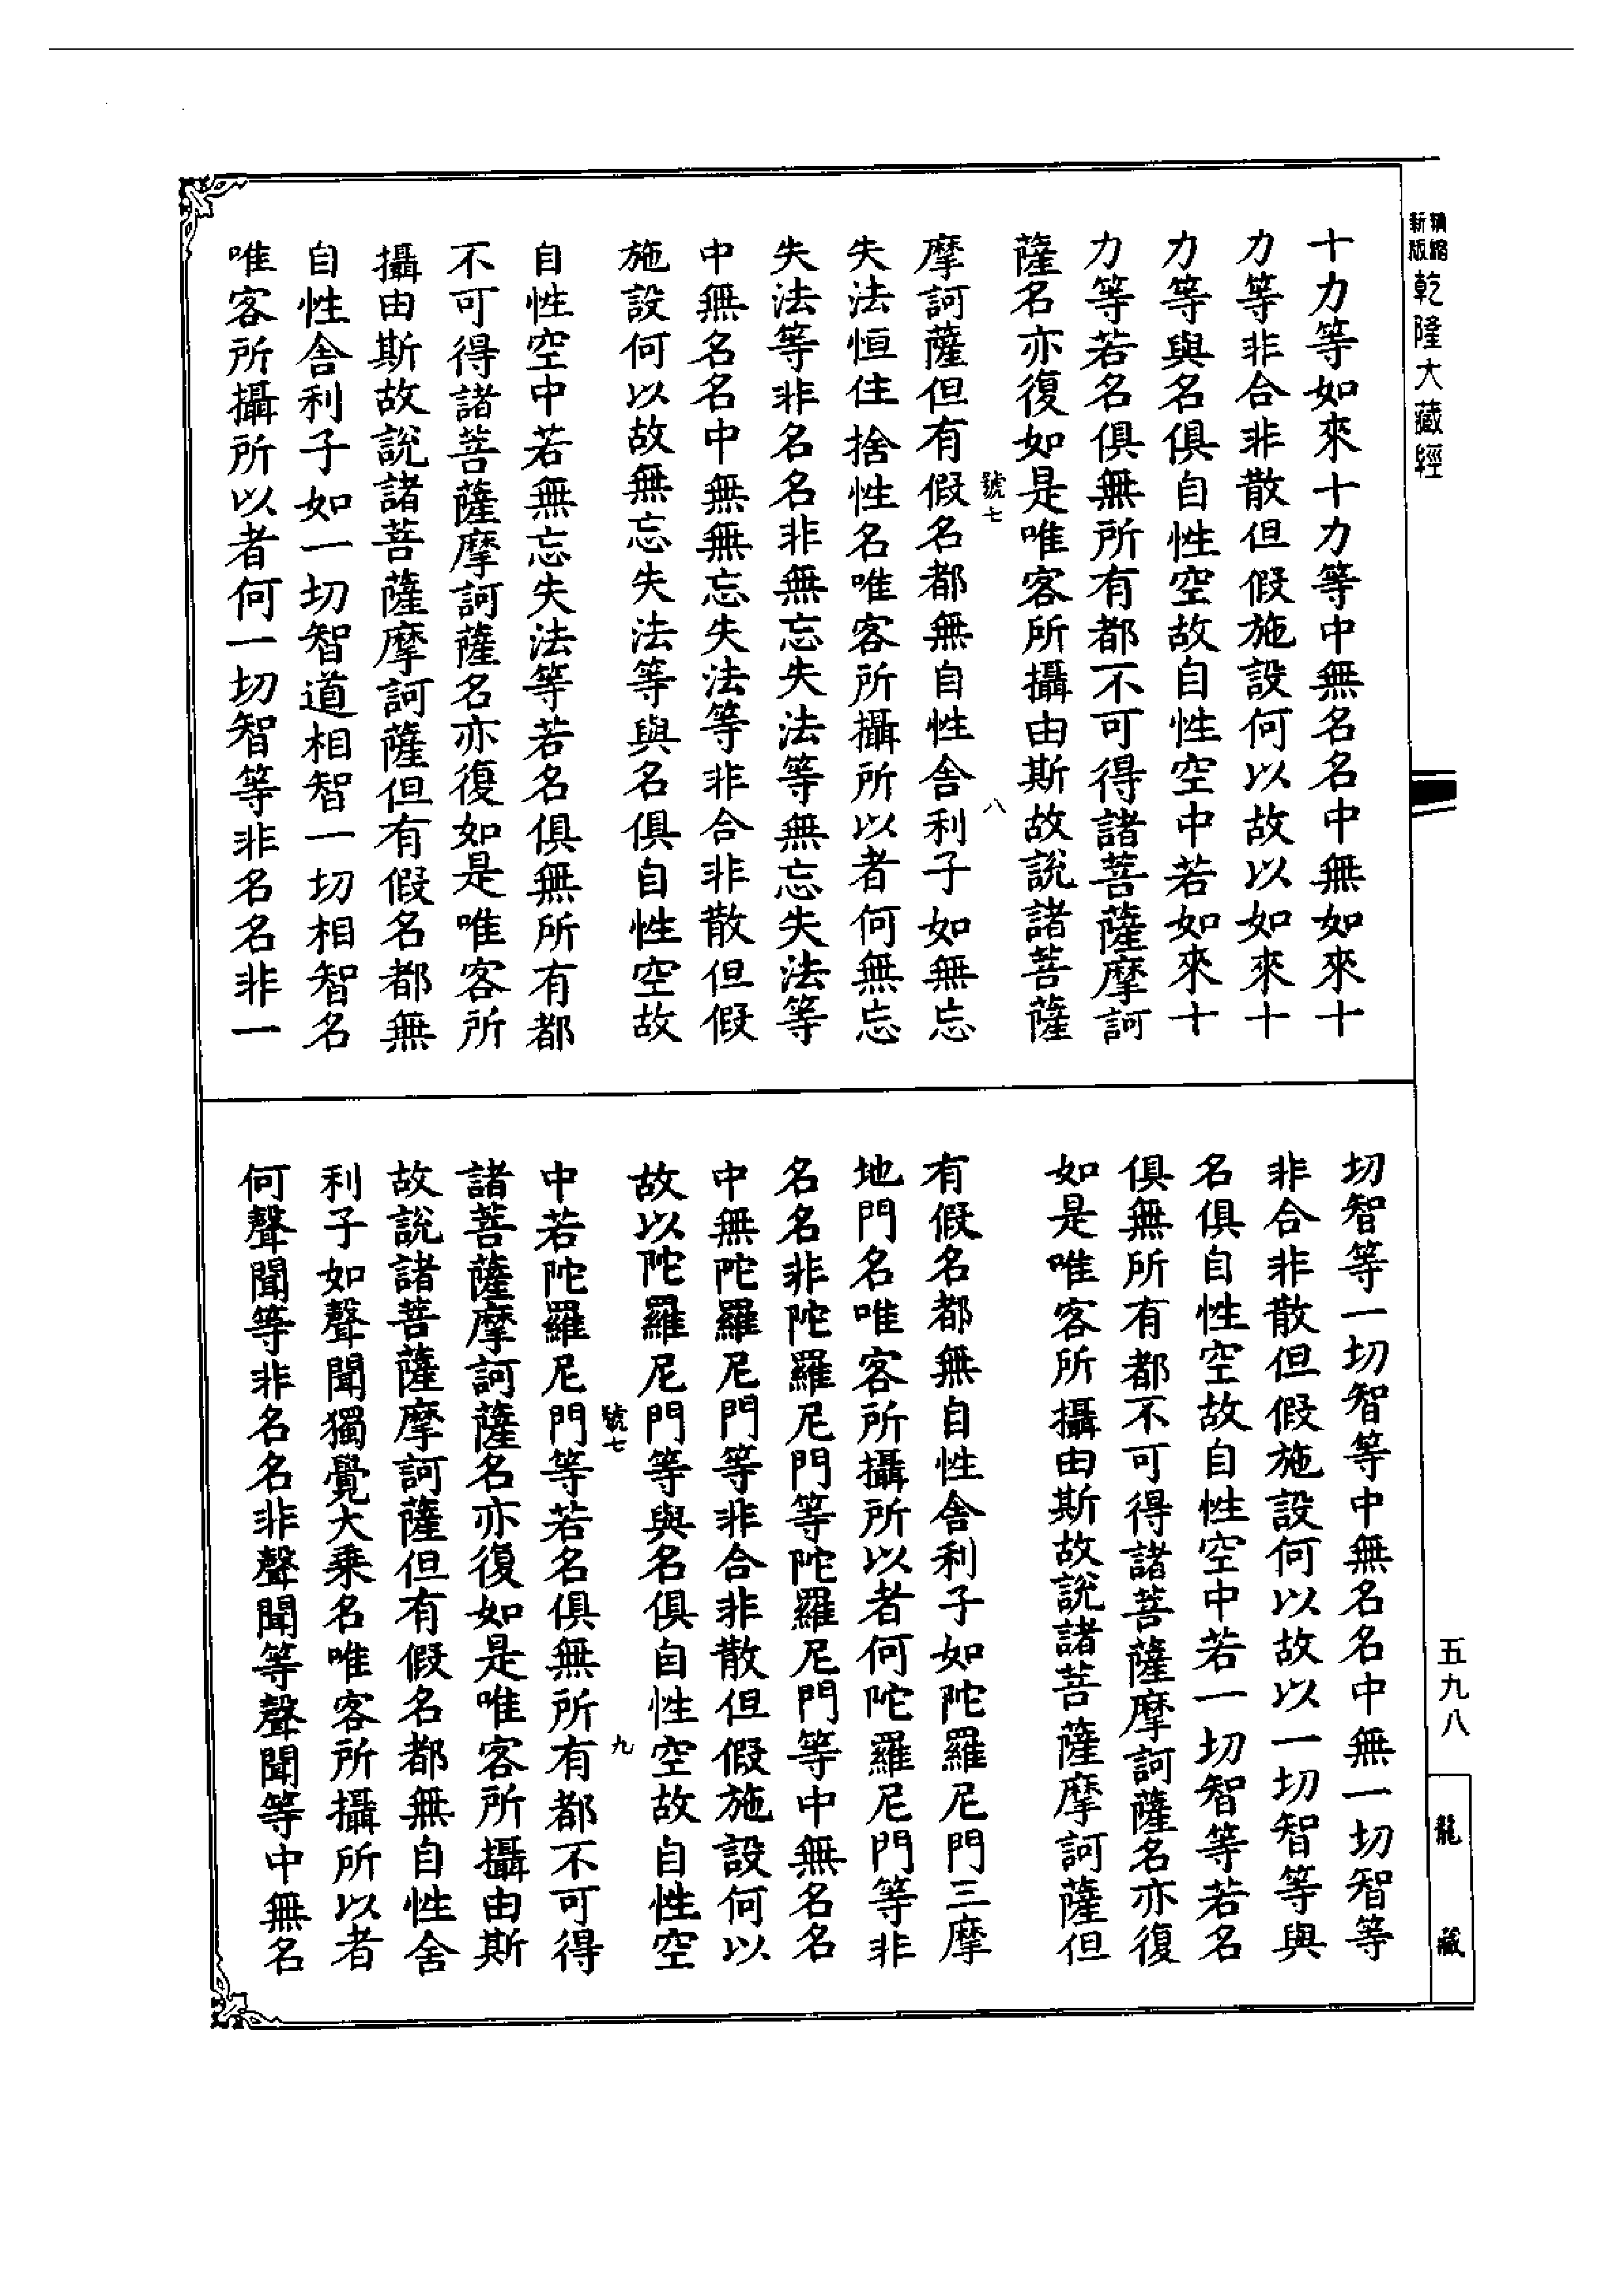 新版
精縮
乾隆大藏經
十力等如來十力等中無名名中無如來十
力等非合非散但假施設何以故以如來十
力等與名俱自性空故自性空中若如來十
力等若名俱無所有都不可得諸菩薩摩訶
薩名亦復如是唯客所攝由斯故說諸菩薩
號七
八
摩訶薩但有假名都無自性舍利子如無忘
失法恒住捨性名唯客所攝所以者何無忘
失法等非名名非無忘失法等無忘失法等
中無名名中無無忘失法等非合非散但假
施設何以故無忘失法等與名俱自性空故
自性空中若無忘失法等若名俱無所有都
不可得諸菩薩摩訶薩名亦復如是唯客所
攝由斯故說諸菩薩摩訶薩但有假名都無
自性舍利子如一切智道相智一切相智名
唯客所攝所以者何一切智等非名名非一
切智等一切智智等中無名名中無一切智等
非合非散但假施設何以故以一切智等與
名俱自性空故自性空中若一切智等若名
俱無所有都不可得諸菩薩摩訶薩名亦復
如是唯客所攝由斯故說諸菩薩摩訶薩但
有假名都無自性舍利子如陀羅尼門三摩
地門名唯客所攝所以者何陀羅尼門等非
名名非陀羅尼門等陀羅尼門等中無名名
中無陀羅尼門等非合非散但假施設何以
故以陀羅尼門等與名俱自性空故自性空
號七
九
中若陀羅尼門等若名俱無所有都不可得
諸菩薩摩訶薩名亦復如是唯客所攝由斯
故說諸菩薩摩訶薩但有假名都無自性舍
利子如聲聞獨覺大乘名唯客所攝所以者
何聲聞等非名名非聲聞等聲聞等中無名
五九八
龍藏